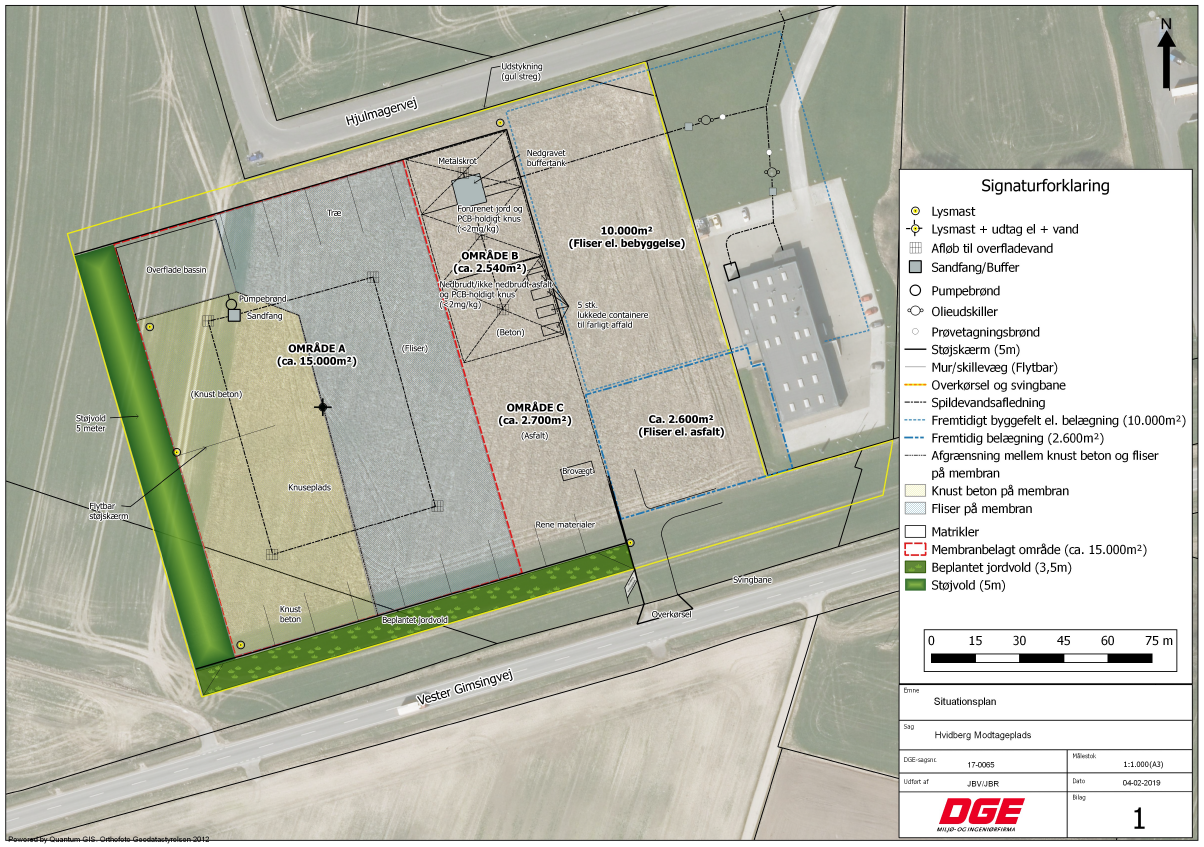 N
Udstykning
(gul streg)
Hjulmagervej
Metalskrot
Nedgravet
buffertank
Træ
Forurenet jord og
PCB-holdigt knus
(<2mg/kg)
10.000m²
(Fliser el. bebyggelse)
OMRÅDE B
(ca. 2.540m²)
Overflade bassin
Nedbrudt/ikke nedbrudt asfalt
og PCB-holdigt knus
(<2mg/kg)
Pumpebrønd
Sandfang
5 stk.
lukkede containere
til farligt affald
(Beton)
OMRÅDE A
(ca. 15.000m²)
(Fliser)
(Knust beton)
OMRÅDE C
(ca. 2.700m²)
(Asfalt)
Ca. 2.600m²
(Fliser el. asfalt)
Støjvold
5 meter
Brovægt
Knuseplads
Flytbar
støjskærm
Rene materialer
Svingbane
Knust
beton
Beplantet jordvold
Overkørsel
Vester Gimsingvej
Signaturforklaring
Lysmast
Lysmast + udtag el + vand
Afløb til overfladevand
Sandfang/Buffer
Pumpebrønd
Olieudskiller
Prøvetagningsbrønd
Støjskærm (5m)
Mur/skillevæg (Flytbar)
Overkørsel og svingbane
Spildevandsafledning
Fremtidigt byggefelt el. belægning (10.000m²)
Fremtidig belægning (2.600m²)
Afgrænsning mellem knust beton og fliser
på membran
Knust beton på membran
Fliser på membran
Matrikler
Membranbelagt område (ca. 15.000m²)
Beplantet jordvold (3,5m)
Støjvold (5m)
0 15 30 45 60 75 m
Emne
Situationsplan
Sag
Hvidberg Modtageplads
DGE-sagsnr. 17-0065
Målestok 1:1.000(A3)
Udført af JBV/JBR
Dato 04-02-2019
DGE
MILJØ- OG INGENIØRFIRMA
Bilag
1
Powered by Quantum GIS. Orthofoto Geodatastyrelsen 2012